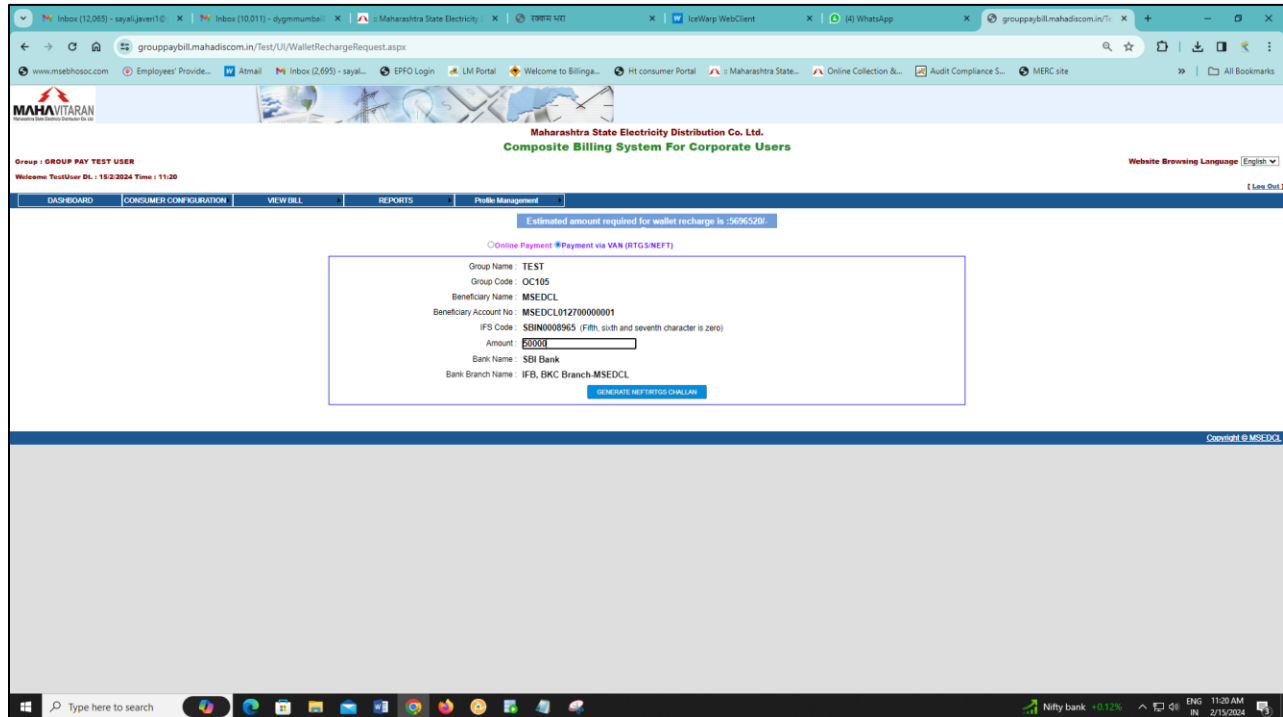 Inbox (12,065) - sayali.javeri1@
Inbox (10,011) - dygmmumbai@
:: Maharashtra State Electricity
रक्कम भरा
IceWarp WebClient
(4) WhatsApp
grouppaybill.mahadiscom.in/Te
grouppaybill.mahadiscom.in/Test/UI/WalletRechargeRequest.aspx
www.msebhosoc.com Employees' Provide... Atmail Inbox (2,695) - sayal... EPFO Login LM Portal Welcome to Billinga... Ht consumer Portal :: Maharashtra State... Online Collection &... Audit Compliance S... MERC site » All Bookmarks
MAHAVITARAN
Maharashtra State Electricity Distribution Co. Ltd.
Maharashtra State Electricity Distribution Co. Ltd.
Composite Billing System For Corporate Users
Group : GROUP PAY TEST USER
Website Browsing Language English
Welcome TestUser Dt. : 15/2/2024 Time : 11:20
[ Log Out ]
DASHBOARD CONSUMER CONFIGURATION VIEW BILL REPORTS Profile Management
Estimated amount required for wallet recharge is :5696520/-
Online Payment Payment via VAN (RTGS/NEFT)
Group Name : TEST
Group Code : OC105
Beneficiary Name : MSEDCL
Beneficiary Account No : MSEDCL012700000001
IFS Code : SBIN0008965 (Fifth, sixth and seventh character is zero)
Amount : 50000
Bank Name : SBI Bank
Bank Branch Name : IFB, BKC Branch-MSEDCL
GENERATE NEFT/RTGS CHALLAN
Copyright © MSEDCL
Type here to search
Nifty bank +0.12%
ENG 11:20 AM
IN 2/15/2024